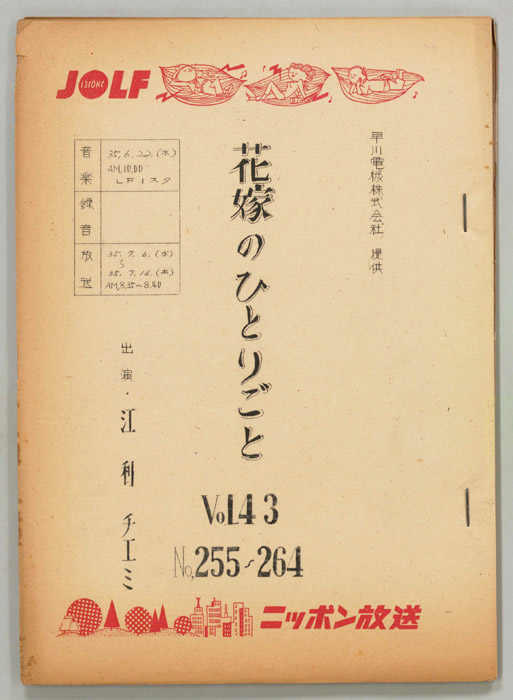 JOLF
1310KC
早川電機株式会社 提供
花嫁のひとりごと
音楽
35.6.22.(水)
AM,10,00
LF1スタ
録音
放送
35.7.6,(水)
〜
35.7.16,(土)
AM,8.35〜8.40
出演・江利チエミ
Vol.43
No.255〜264
ニッポン放送